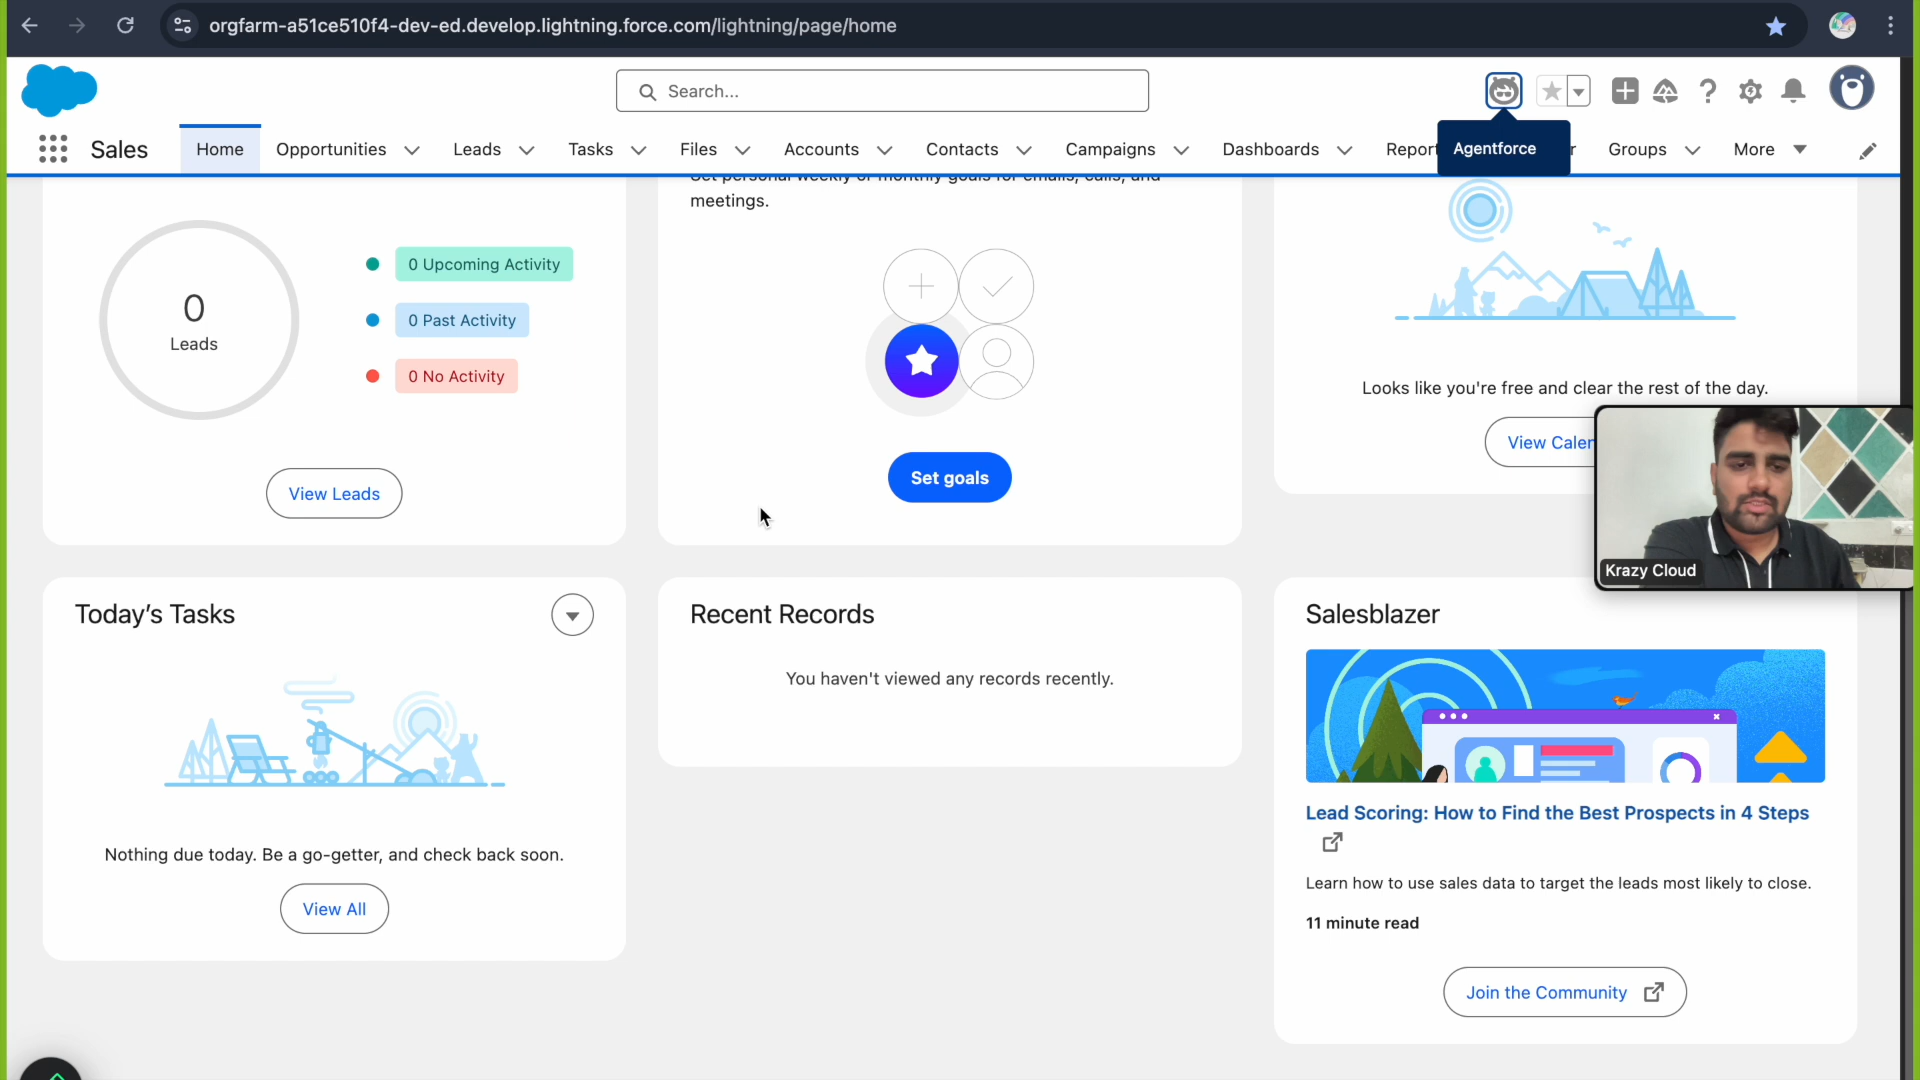 orgfarm-a51ce510f4-dev-ed.develop.lightning.force.com/lightning/page/home
Search...
Sales
Home
Opportunities
Leads
Tasks
Files
Accounts
Contacts
Campaigns
Dashboards
Report
Agentforce
r
Groups
More
meetings.
0
Leads
0 Upcoming Activity
0 Past Activity
0 No Activity
View Leads
Set goals
Looks like you're free and clear the rest of the day.
View Calen
Krazy Cloud
Today's Tasks
Nothing due today. Be a go-getter, and check back soon.
View All
Recent Records
You haven't viewed any records recently.
Salesblazer
Lead Scoring: How to Find the Best Prospects in 4 Steps
Learn how to use sales data to target the leads most likely to close.
11 minute read
Join the Community